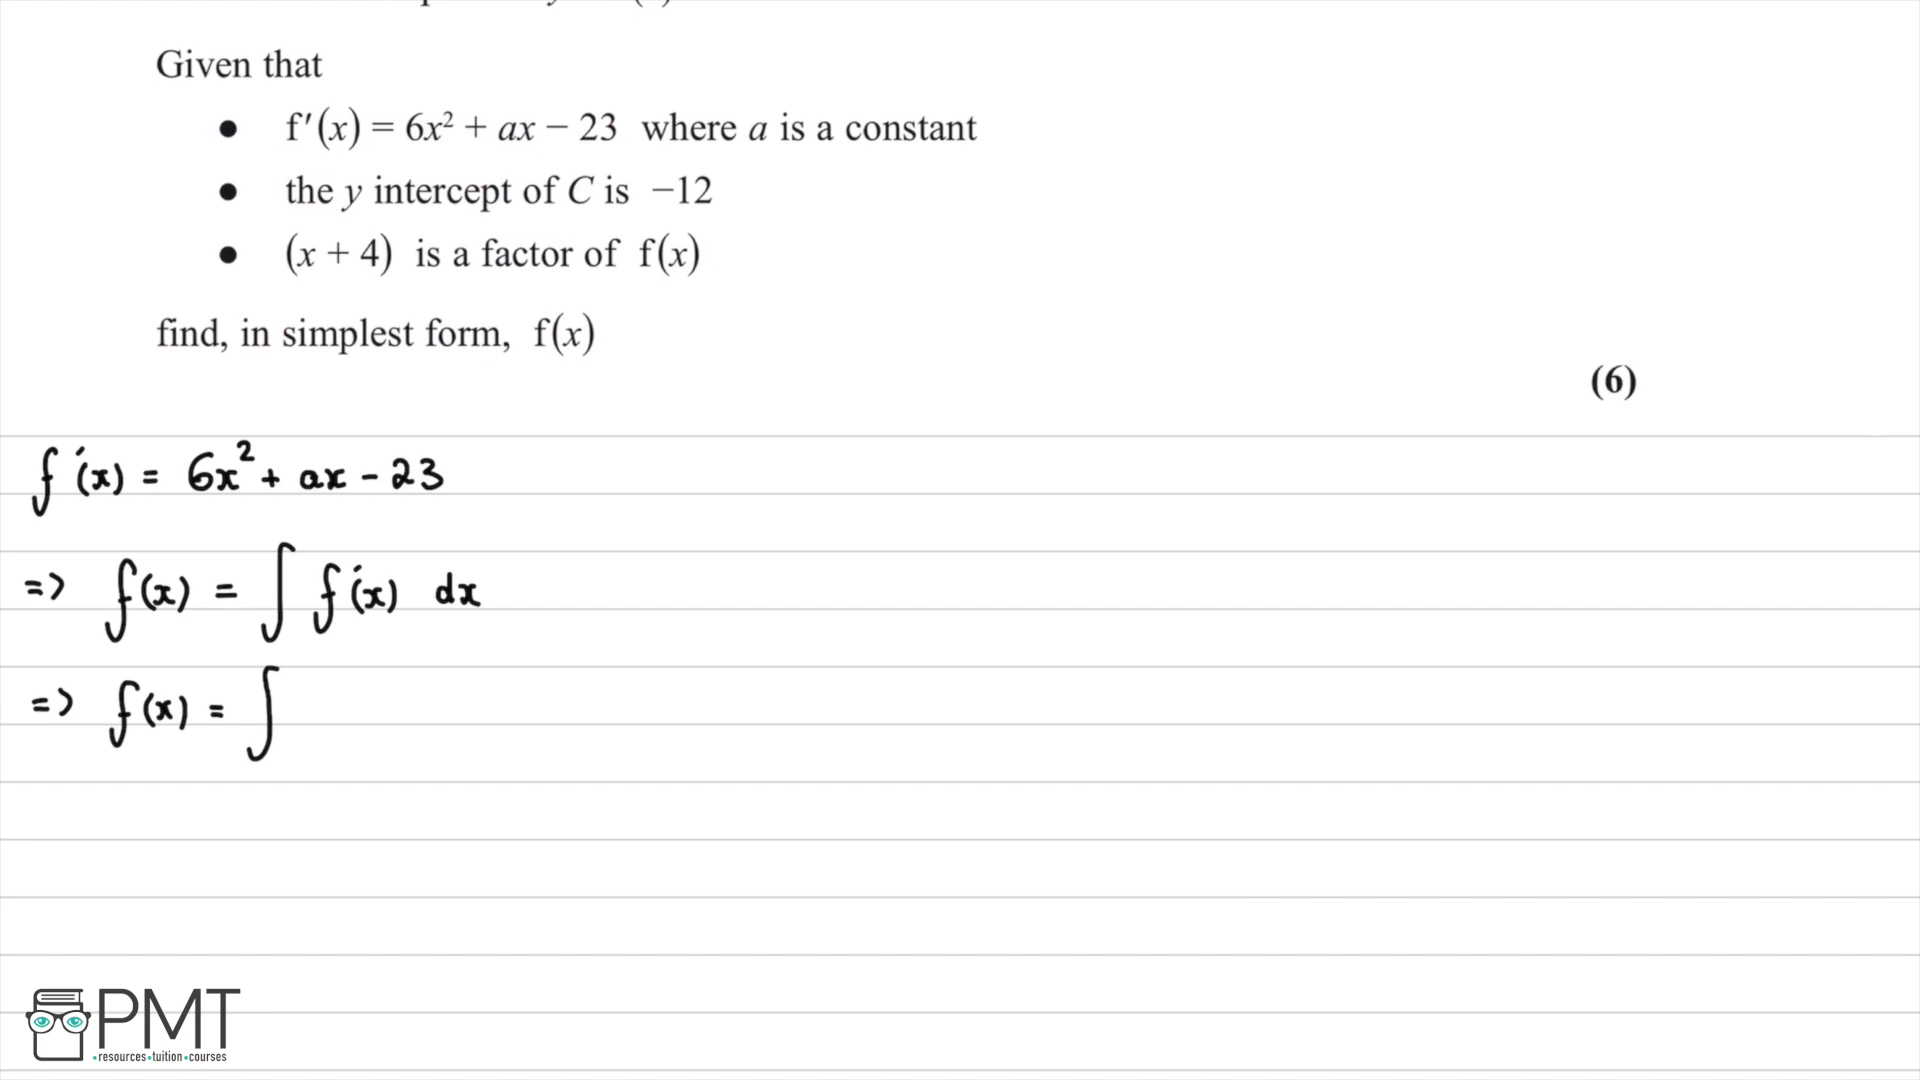 Given that
● f′(x) = 6x² + ax − 23 where a is a constant
● the y intercept of C is −12
● (x + 4) is a factor of f(x)
find, in simplest form, f(x)
(6)
f′(x) = 6x² + ax − 23
=> f(x) = ∫ f′(x) dx
=> f(x) = ∫
PMT
•resources•tuition•courses